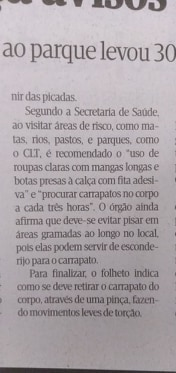 avisos
ao parque levou 30
nir das picadas.
Segundo a Secretaria de Saúde,
ao visitar áreas de risco, como ma-
tas, rios, pastos, e parques, como
o CLT, é recomendado o "uso de
roupas claras com mangas longas e
botas presas à calça com fita adesi-
va" e "procurar carrapatos no corpo
a cada três horas". O órgão ainda
afirma que deve-se evitar pisar em
áreas gramadas ao longo no local,
pois elas podem servir de esconde-
rijo para o carrapato.
Para finalizar, o folheto indica
como se deve retirar o carrapato do
corpo, através de uma pinça, fazen-
do movimentos leves de torção.